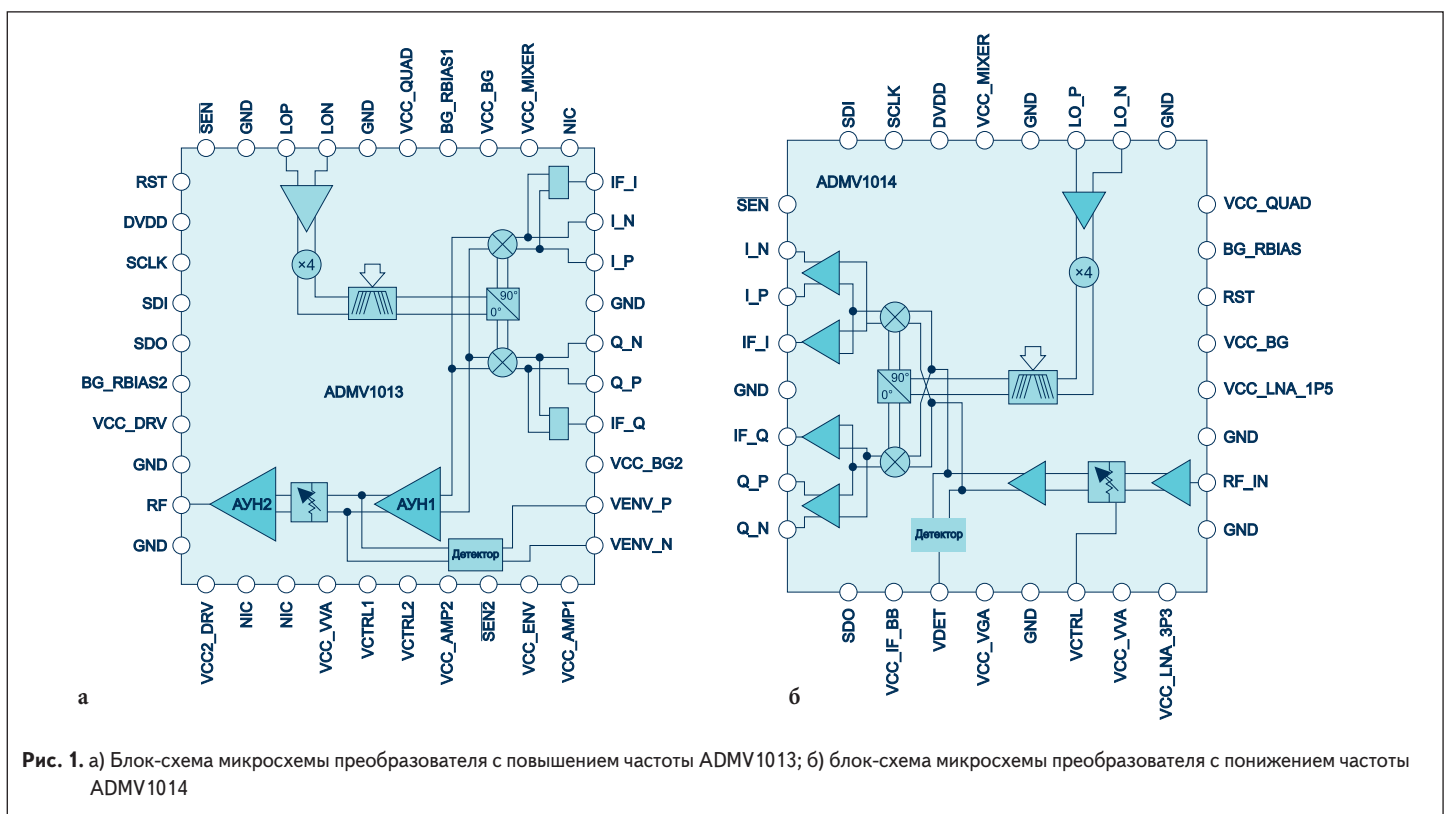 SEN
GND
LOP
LON
GND
VCC_QUAD
BG_RBIAS1
VCC_BG
VCC_MIXER
NIC
RST
DVDD
SCLK
SDI
SDO
BG_RBIAS2
VCC_DRV
GND
RF
GND
×4
90°
0°
ADMV1013
АУН2
АУН1
Детектор
IF_I
I_N
I_P
GND
Q_N
Q_P
IF_Q
VCC_BG2
VENV_P
VENV_N
VCC2_DRV
NIC
NIC
VCC_VVA
VCTRL1
VCTRL2
VCC_AMP2
SEN2
VCC_ENV
VCC_AMP1
а
SDI
SCLK
DVDD
VCC_MIXER
GND
LO_P
LO_N
GND
ADMV1014
SEN
I_N
I_P
IF_I
GND
IF_Q
Q_P
Q_N
×4
90°
0°
Детектор
VCC_QUAD
BG_RBIAS
RST
VCC_BG
VCC_LNA_1P5
GND
RF_IN
GND
SDO
VCC_IF_BB
VDET
VCC_VGA
GND
VCTRL
VCC_VVA
VCC_LNA_3P3
б
Рис. 1. а) Блок-схема микросхемы преобразователя с повышением частоты ADMV1013; б) блок-схема микросхемы преобразователя с понижением частоты
ADMV1014